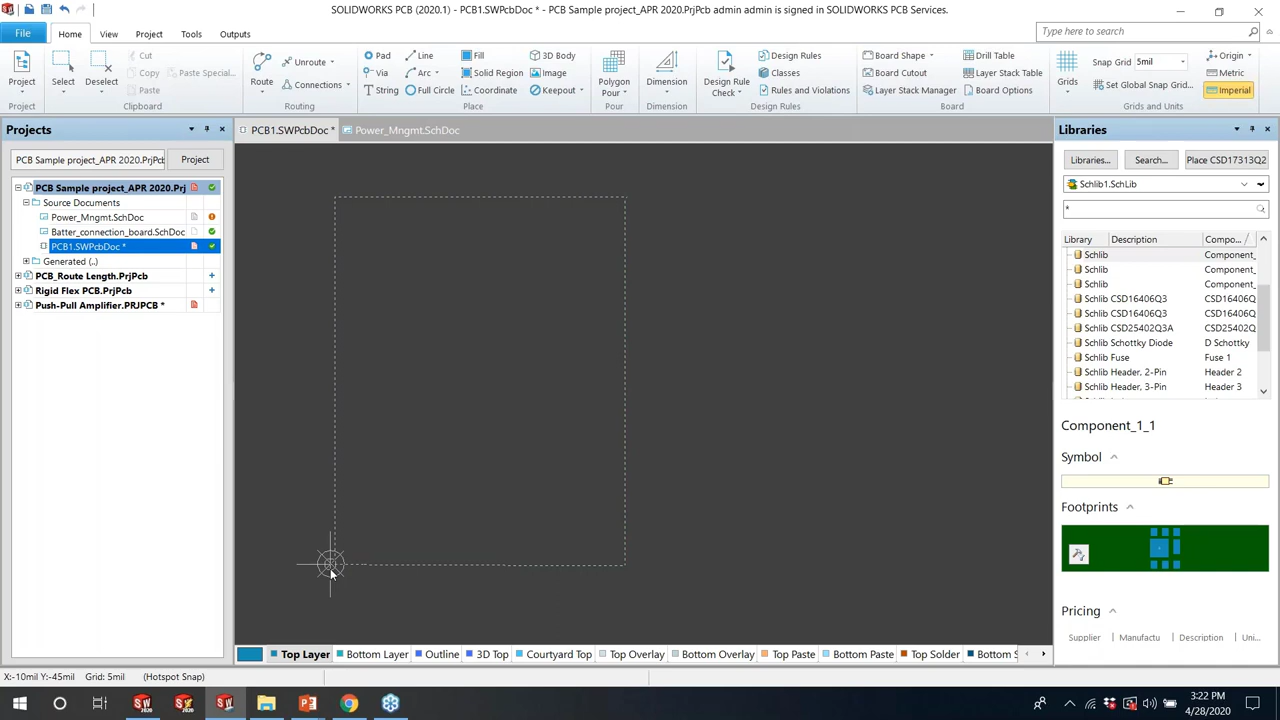 SOLIDWORKS PCB (2020.1) - PCB1.SWPcbDoc * - PCB Sample project_APR 2020.PrjPcb admin admin is signed in SOLIDWORKS PCB Services.
File Home View Project Tools Outputs Type here to search
Project Select Deselect Cut Copy Paste Special... Paste
Route Unroute Connections
Pad Line Fill 3D Body
Via Arc Solid Region Image
String Full Circle Coordinate Keepout
Polygon Pour Dimension
Design Rule Check Design Rules Classes Rules and Violations
Board Shape Drill Table
Board Cutout Layer Stack Table
Layer Stack Manager Board Options
Grids Snap Grid 5mil Origin
Metric
Set Global Snap Grid... Imperial
Project Clipboard Routing Place Pour Dimension Design Rules Board Grids and Units
Projects
PCB Sample project_APR 2020.PrjPcb Project
PCB Sample project_APR 2020.Prj
Source Documents
Power_Mngmt.SchDoc
Batter_connection_board.SchDoc
PCB1.SWPcbDoc *
Generated (..)
PCB_Route Length.PrjPcb
Rigid Flex PCB.PrjPcb
Push-Pull Amplifier.PRJPCB *
PCB1.SWPcbDoc * Power_Mngmt.SchDoc
Libraries
Libraries... Search... Place CSD17313Q2
Schlib1.SchLib
*
Library Description Compo...
Schlib Component_
Schlib Component_
Schlib Component_
Schlib CSD16406Q3 CSD16406Q
Schlib CSD16406Q3 CSD16406Q
Schlib CSD25402Q3A CSD25402Q
Schlib Schottky Diode D Schottky
Schlib Fuse Fuse 1
Schlib Header, 2-Pin Header 2
Schlib Header, 3-Pin Header 3
Component_1_1
Symbol
Footprints
Pricing
Supplier Manufactu Description Uni...
Top Layer Bottom Layer Outline 3D Top Courtyard Top Top Overlay Bottom Overlay Top Paste Bottom Paste Top Solder Bottom S
X:-10mil Y:-45mil Grid: 5mil (Hotspot Snap)
3:22 PM
4/28/2020